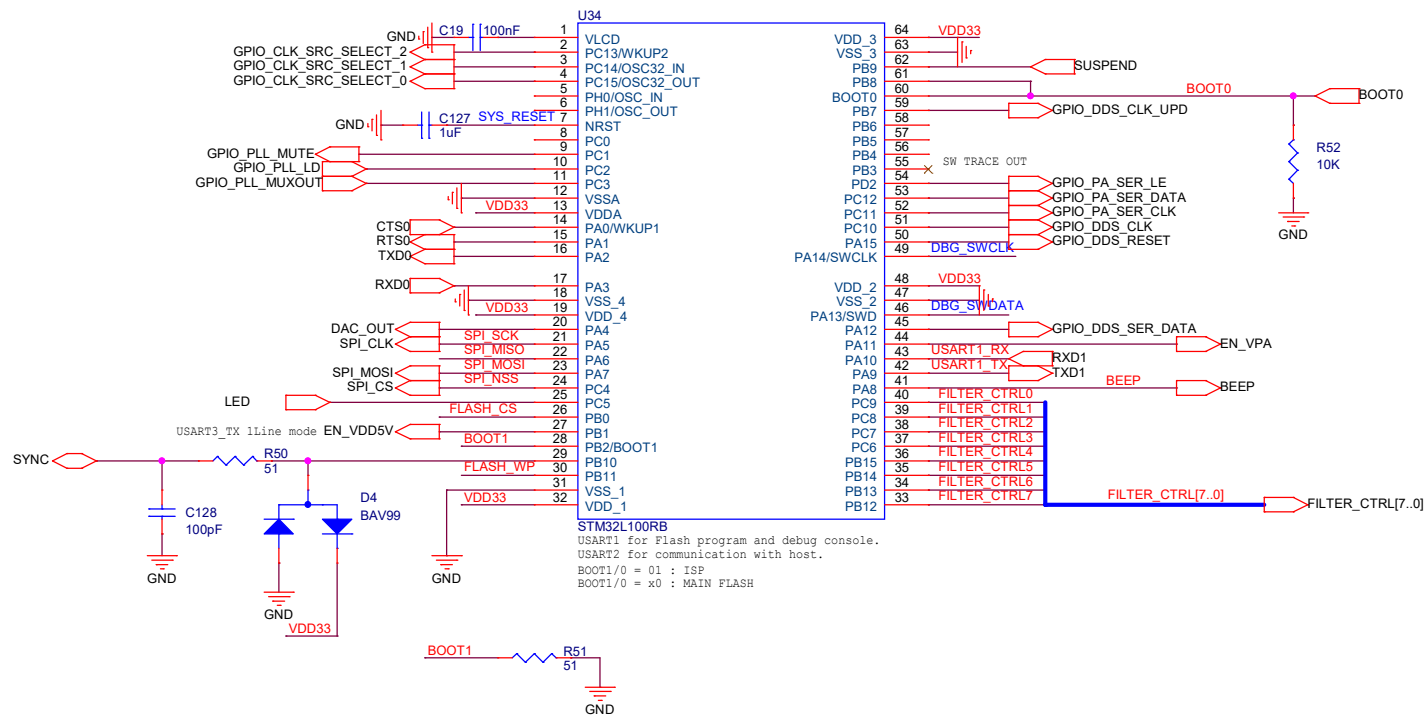 U34
GND C19 100nF 1 VLCD
GPIO_CLK_SRC_SELECT_2 2 PC13/WKUP2
GPIO_CLK_SRC_SELECT_1 3 PC14/OSC32_IN
GPIO_CLK_SRC_SELECT_0 4 PC15/OSC32_OUT
5 PH0/OSC_IN
6 PH1/OSC_OUT
GND C127 1uF SYS_RESET 7 NRST
8 PC0
GPIO_PLL_MUTE 9 PC1
GPIO_PLL_LD 10 PC2
GPIO_PLL_MUXOUT 11 PC3
12 VSSA
VDD33 13 VDDA
CTS0 14 PA0/WKUP1
RTS0 15 PA1
TXD0 16 PA2
RXD0 17 PA3
18 VSS_4
VDD33 19 VDD_4
DAC_OUT 20 PA4
SPI_CLK SPI_SCK 21 PA5
SPI_MISO 22 PA6
SPI_MOSI SPI_MOSI 23 PA7
SPI_CS SPI_NSS 24 PC4
LED 25 PC5
FLASH_CS 26 PB0
USART3_TX 1Line mode EN_VDD5V 27 PB1
BOOT1 28 PB2/BOOT1
SYNC R50 51 29 PB10
FLASH_WP 30 PB11
31 VSS_1
VDD33 32 VDD_1
VDD_3 64 VDD33
VSS_3 63
PB9 62 SUSPEND
PB8 61
BOOT0 60 BOOT0 BOOT0
PB7 59 GPIO_DDS_CLK_UPD
PB6 58
PB5 57
PB4 56
PB3 55 SW TRACE OUT
PD2 54 GPIO_PA_SER_LE
PC12 53 GPIO_PA_SER_DATA
PC11 52 GPIO_PA_SER_CLK
PC10 51 GPIO_DDS_CLK
PA15 50 GPIO_DDS_RESET
PA14/SWCLK 49 DBG_SWCLK
R52
10K
GND
VDD_2 48 VDD33
VSS_2 47
PA13/SWD 46 DBG_SWDATA
PA12 45 GPIO_DDS_SER_DATA
PA11 44 EN_VPA
PA10 43 USART1_RX RXD1
PA9 42 USART1_TX TXD1
PA8 41 BEEP BEEP
PC9 40 FILTER_CTRL0
PC8 39 FILTER_CTRL1
PC7 38 FILTER_CTRL2
PC6 37 FILTER_CTRL3
PB15 36 FILTER_CTRL4
PB14 35 FILTER_CTRL5
PB13 34 FILTER_CTRL6
PB12 33 FILTER_CTRL7 FILTER_CTRL[7..0] FILTER_CTRL[7..0]
C128
100pF
GND
D4
BAV99
GND
VDD33
GND
STM32L100RB
USART1 for Flash program and debug console.
USART2 for communication with host.
BOOT1/0 = 01 : ISP
BOOT1/0 = x0 : MAIN FLASH
BOOT1 R51
51
GND